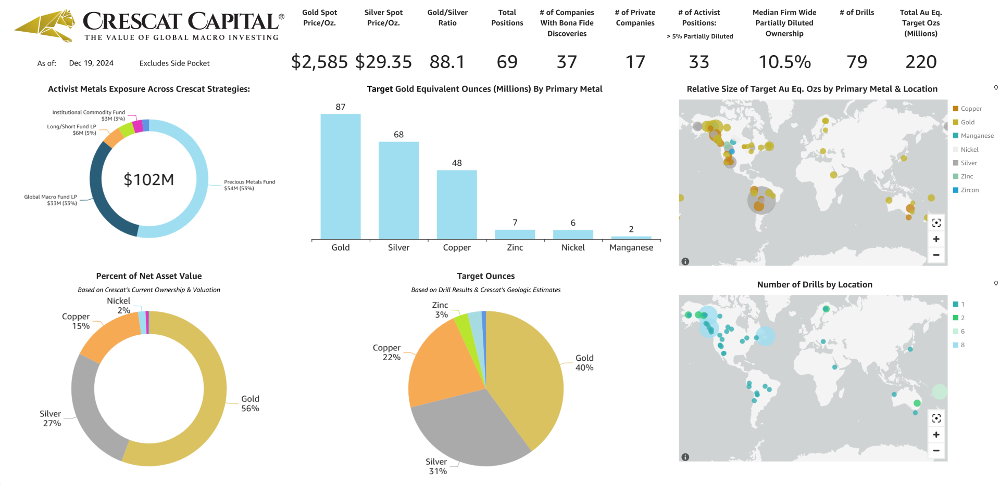 CRESCAT CAPITAL®
THE VALUE OF GLOBAL MACRO INVESTING
As of: Dec 19, 2024 Excludes Side Pocket
Gold Spot
Price/Oz.
$2,585
Silver Spot
Price/Oz.
$29.35
Gold/Silver
Ratio
88.1
Total
Positions
69
# of Companies
With Bona Fide
Discoveries
37
# of Private
Companies
17
# of Activist
Positions:
> 5% Partially Diluted
33
Median Firm Wide
Partially Diluted
Ownership
10.5%
# of Drills
79
Total Au Eq.
Target Ozs
(Millions)
220
Activist Metals Exposure Across Crescat Strategies:
Institutional Commodity Fund
$3M (3%)
Long/Short Fund LP
$6M (5%)
$102M
Precious Metals Fund
$54M (53%)
Global Macro Fund LP
$33M (33%)
Target Gold Equivalent Ounces (Millions) By Primary Metal
87
68
48
7
6
2
Gold
Silver
Copper
Zinc
Nickel
Manganese
Relative Size of Target Au Eq. Ozs by Primary Metal & Location
Copper
Gold
Manganese
Nickel
Silver
Zinc
Zircon
Percent of Net Asset Value
Based on Crescat's Current Ownership & Valuation
Nickel
2%
Copper
15%
Gold
56%
Silver
27%
Target Ounces
Based on Drill Results & Crescat's Geologic Estimates
Zinc
3%
Copper
22%
Gold
40%
Silver
31%
Number of Drills by Location
1
2
6
8